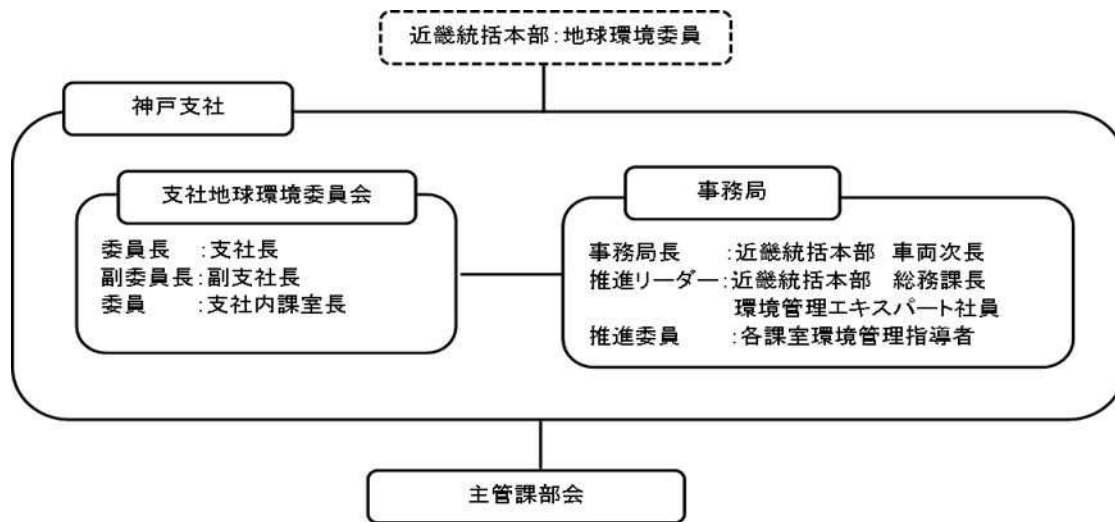 近畿統括本部：地球環境委員
神戸支社
支社地球環境委員会
委員長　：支社長
副委員長：副支社長
委員　　：支社内課室長
事務局
事務局長　　：近畿統括本部　車両次長
推進リーダー：近畿統括本部　総務課長
環境管理エキスパート社員
推進委員　　：各課室環境管理指導者
主管課部会